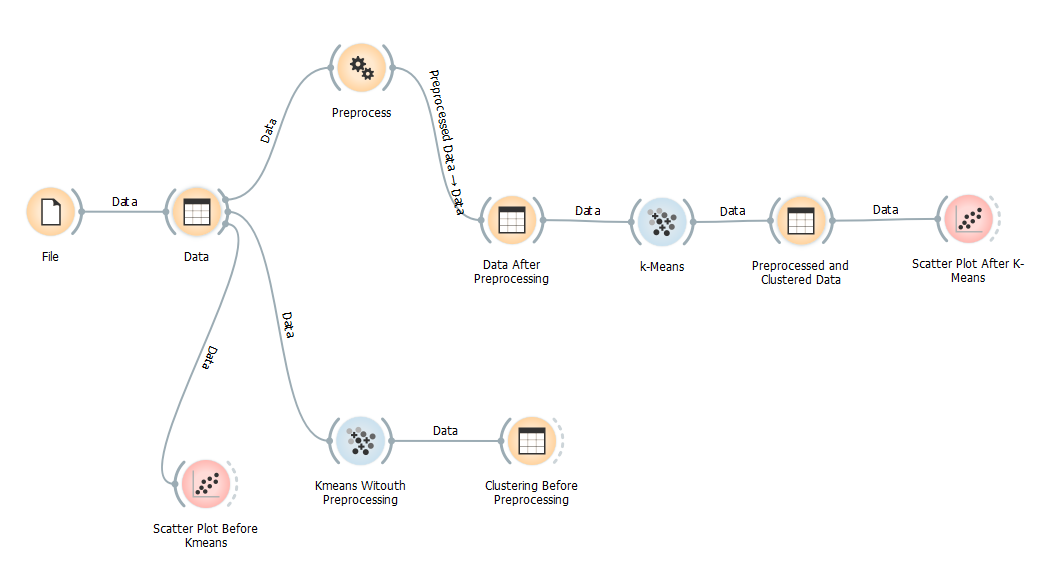 Preprocess
Data
Preprocessed Data → Data
Data
File
Data
Data After
Preprocessing
Data
k-Means
Data
Preprocessed and
Clustered Data
Data
Scatter Plot After K-
Means
Data
Data
Scatter Plot Before
Kmeans
Kmeans Witouth
Preprocessing
Data
Clustering Before
Preprocessing